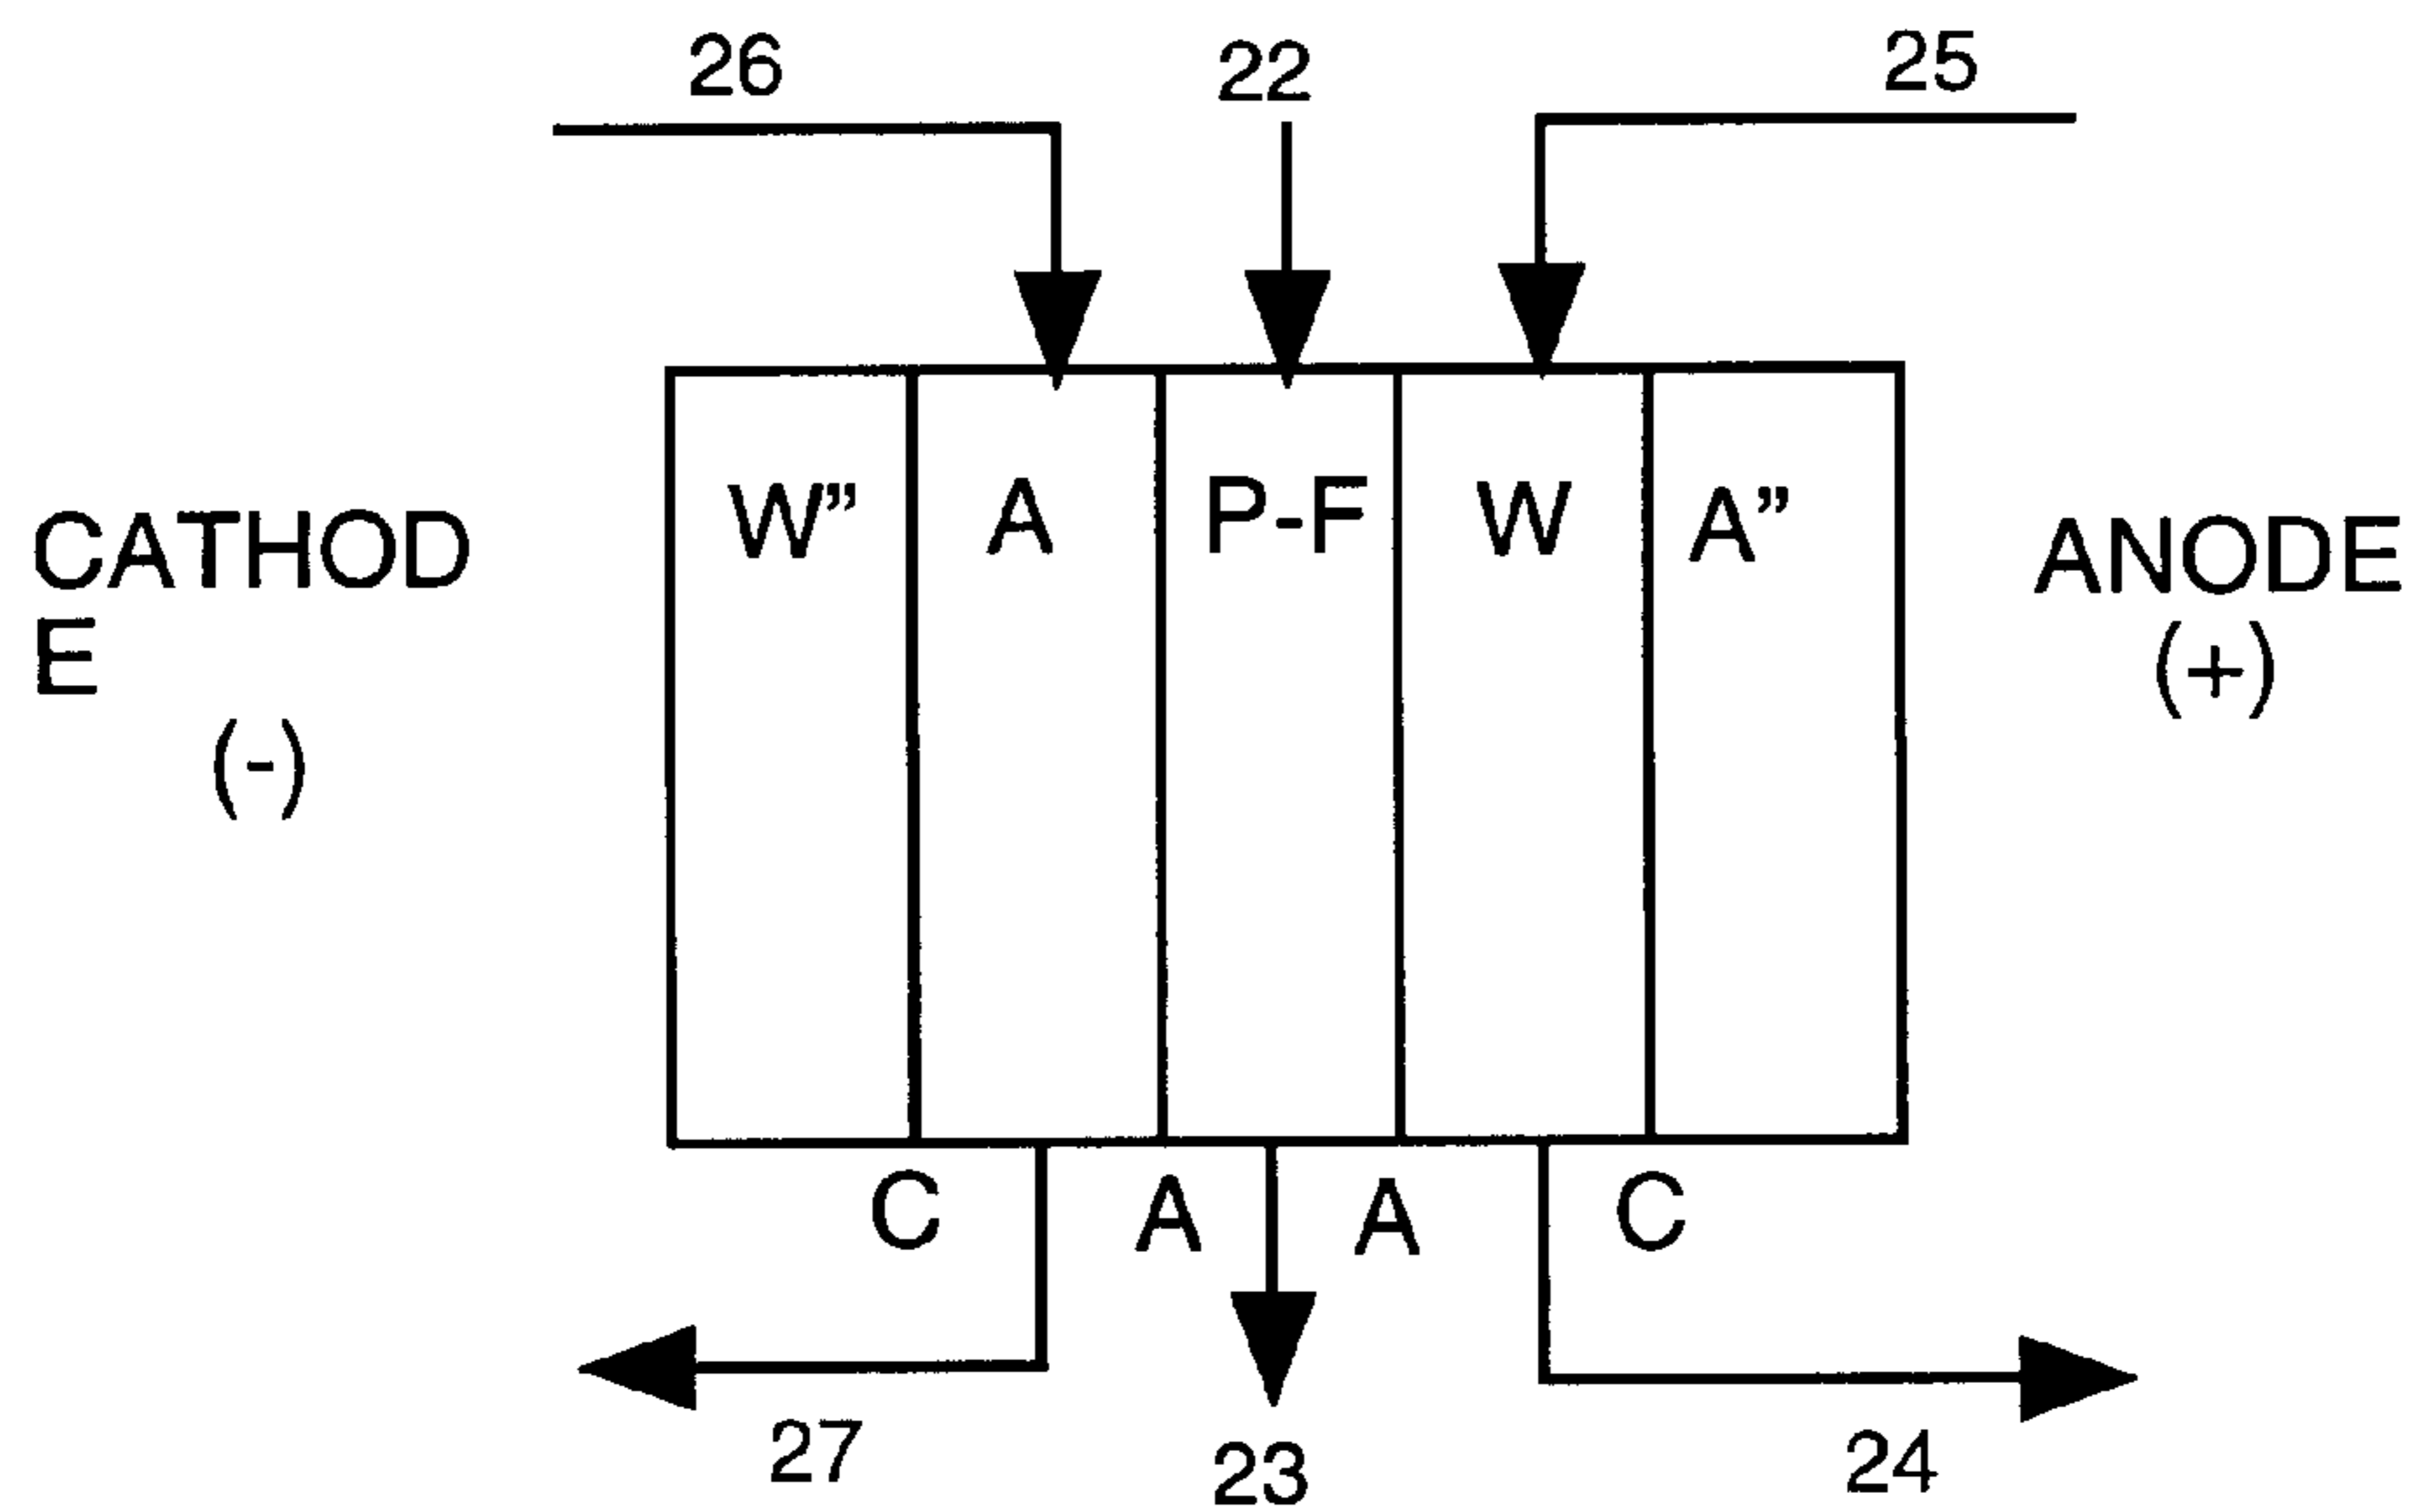 26 22 25
W” A P-F W A”
CATHOD
E
(-)
ANODE
(+)
C A A C
27 23 24